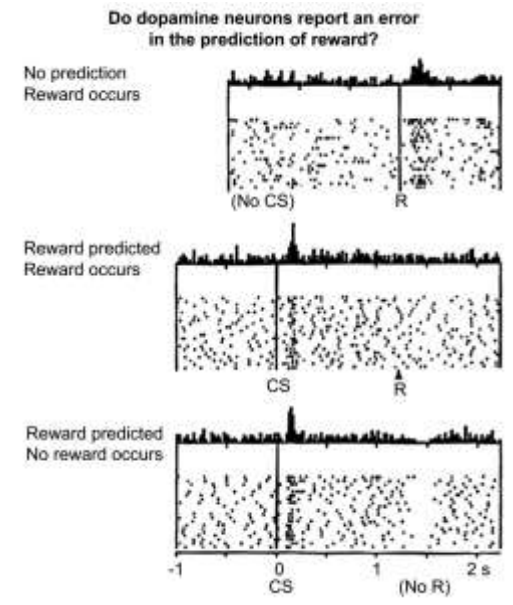 Do dopamine neurons report an error
in the prediction of reward?
No prediction
Reward occurs
(No CS) R
Reward predicted
Reward occurs
CS R
Reward predicted
No reward occurs
-1 0 1 2 s
CS (No R)